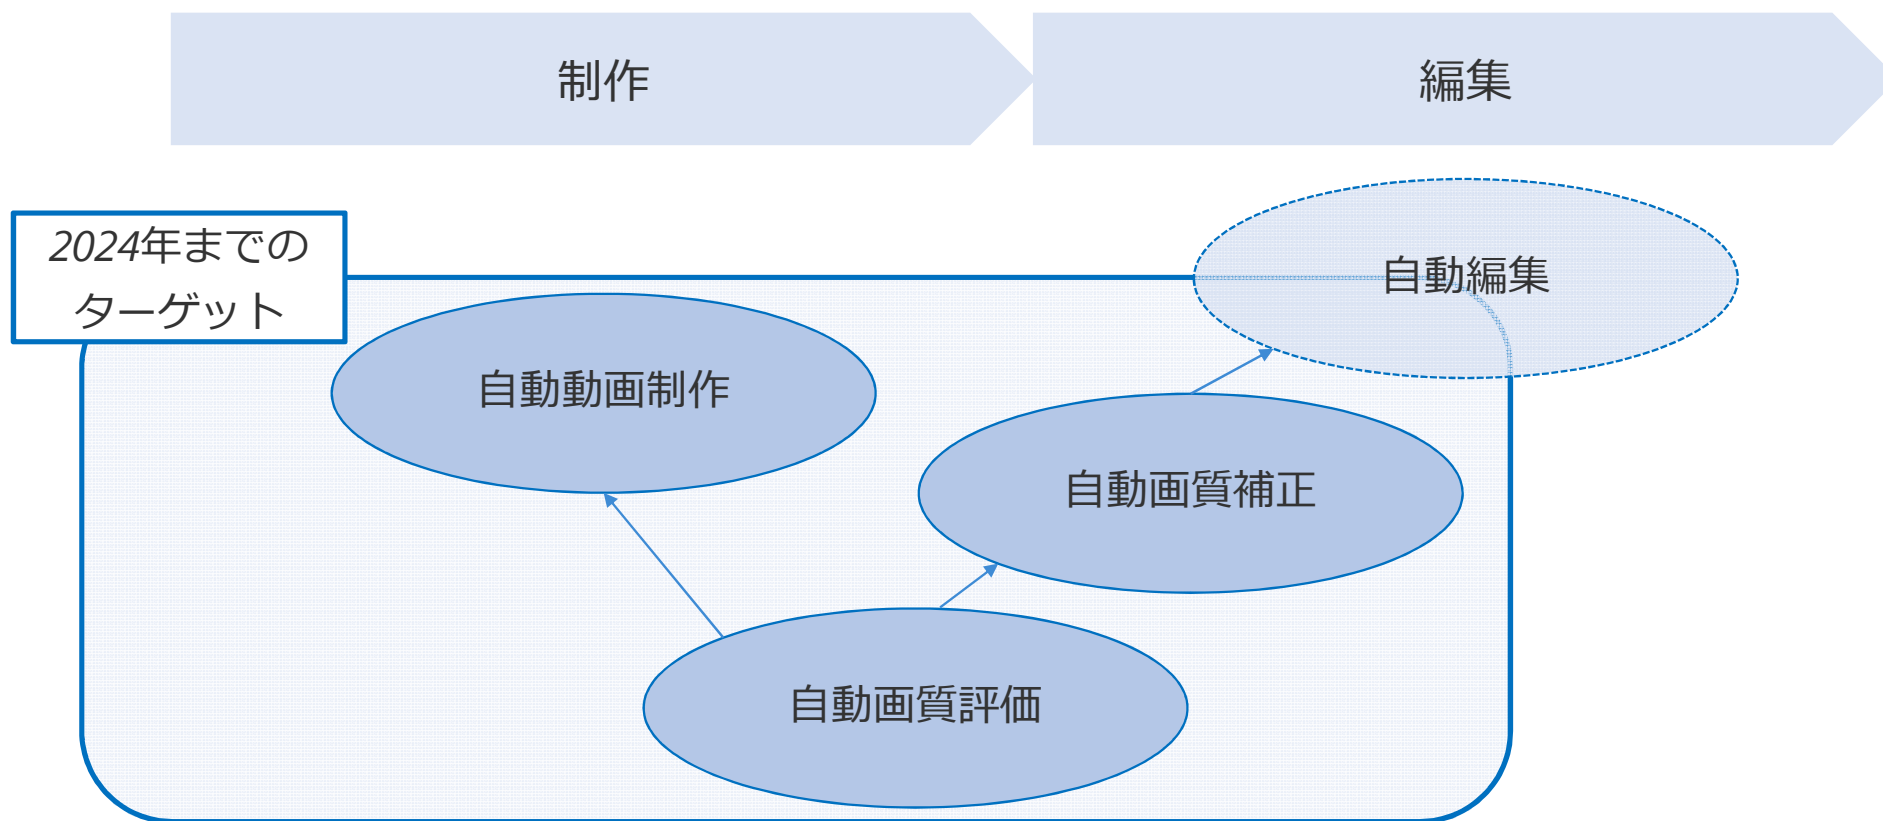 制作
編集
2024年までの
ターゲット
自動編集
自動動画制作
自動画質補正
自動画質評価